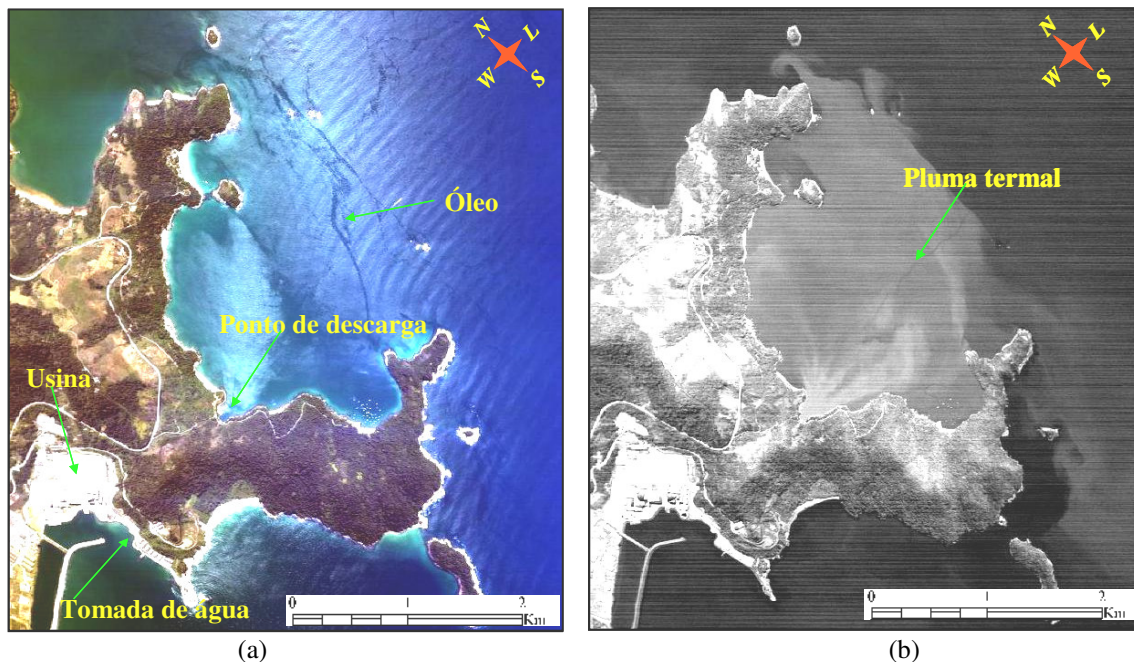 N
L
W
S
Óleo
Ponto de descarga
Usina
Tomada de água
0
1
2
Km
(a)
N
L
W
S
Pluma termal
0
1
2
Km
(b)